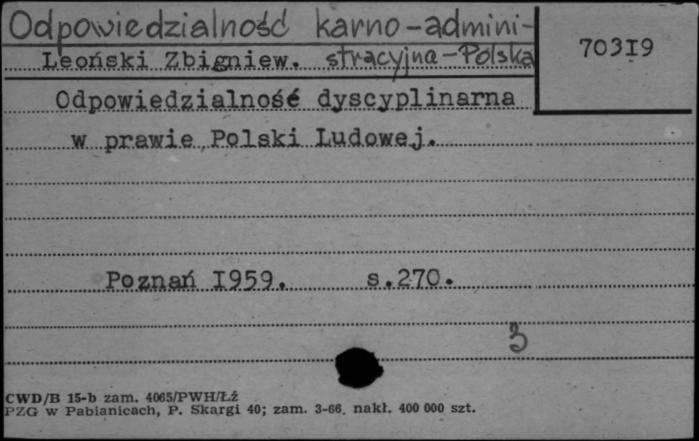 Odpowiedzialność karno-admini-
70319
Leoński Zbigniew. stracyjna-Polska
Odpowiedzialność dyscyplinarna
w prawie Polski Ludowej.
Poznań 1959. s.270.
3
CWD/B 15-b zam. 4065/PWH/Łź
PZG w Pabianicach, P. Skargi 40; zam. 3-66. nakł. 400 000 szt.